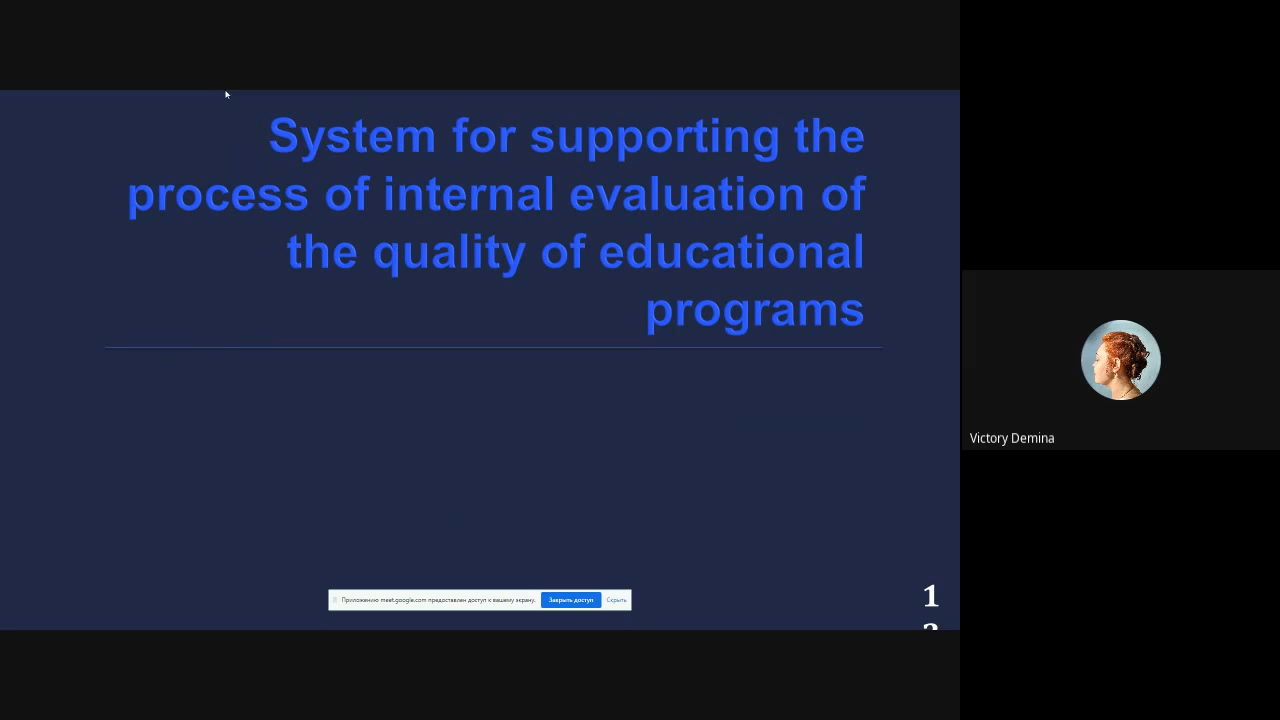 System for supporting the
process of internal evaluation of
the quality of educational
programs
Приложению meet.google.com предоставлен доступ к вашему экрану.
Закрыть доступ
Скрыть
1
Victory Demina